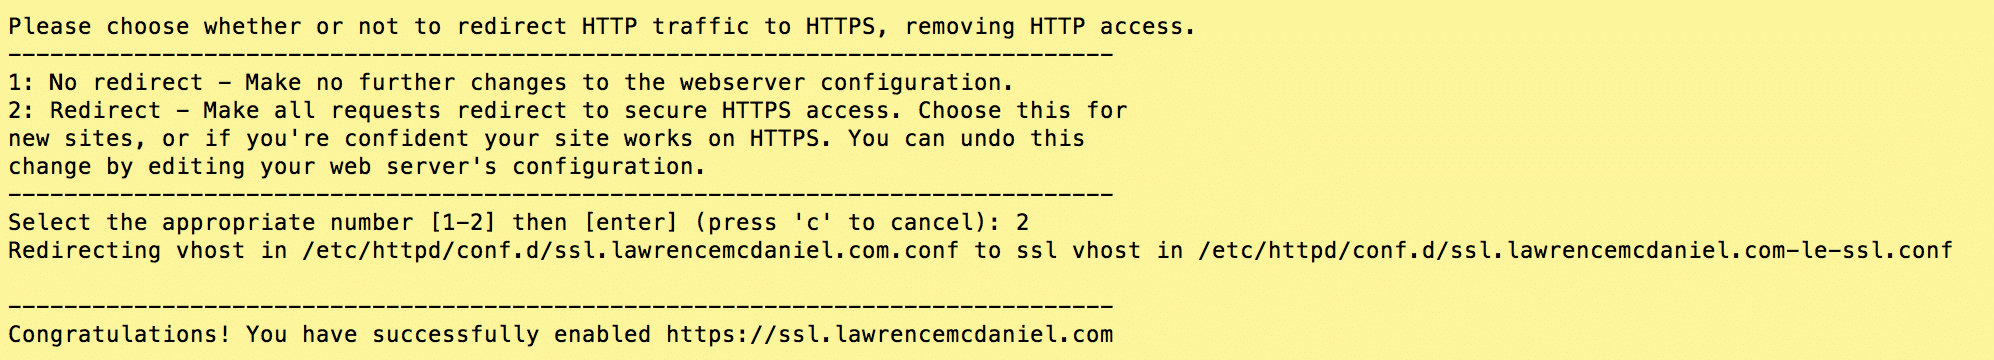 Please choose whether or not to redirect HTTP traffic to HTTPS, removing HTTP access.
-------------------------------------------------------------------------------
1: No redirect - Make no further changes to the webserver configuration.
2: Redirect - Make all requests redirect to secure HTTPS access. Choose this for
new sites, or if you're confident your site works on HTTPS. You can undo this
change by editing your web server's configuration.
-------------------------------------------------------------------------------
Select the appropriate number [1-2] then [enter] (press 'c' to cancel): 2
Redirecting vhost in /etc/httpd/conf.d/ssl.lawrencemcdaniel.com.conf to ssl vhost in /etc/httpd/conf.d/ssl.lawrencemcdaniel.com-le-ssl.conf
-------------------------------------------------------------------------------
Congratulations! You have successfully enabled https://ssl.lawrencemcdaniel.com